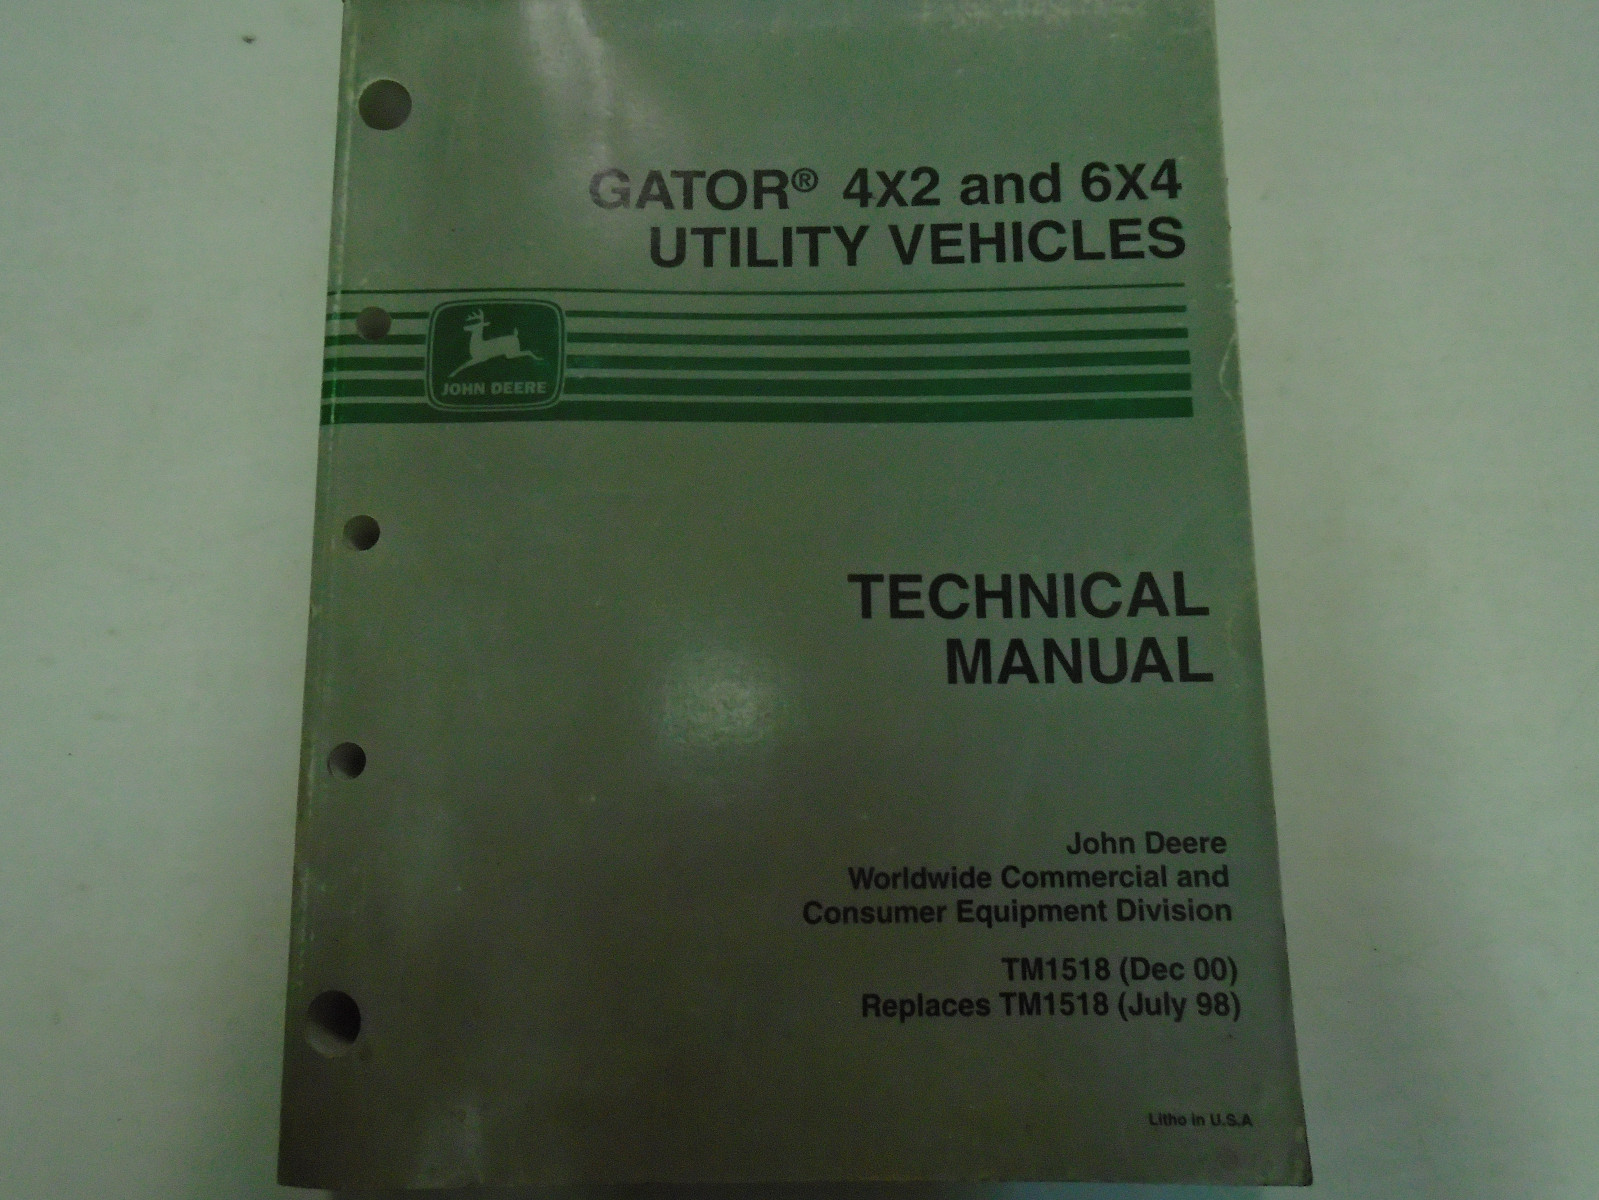 GATOR® 4X2 and 6X4
UTILITY VEHICLES
JOHN DEERE
TECHNICAL
MANUAL
John Deere
Worldwide Commercial and
Consumer Equipment Division
TM1518 (Dec 00)
Replaces TM1518 (July 98)
Litho in U.S.A